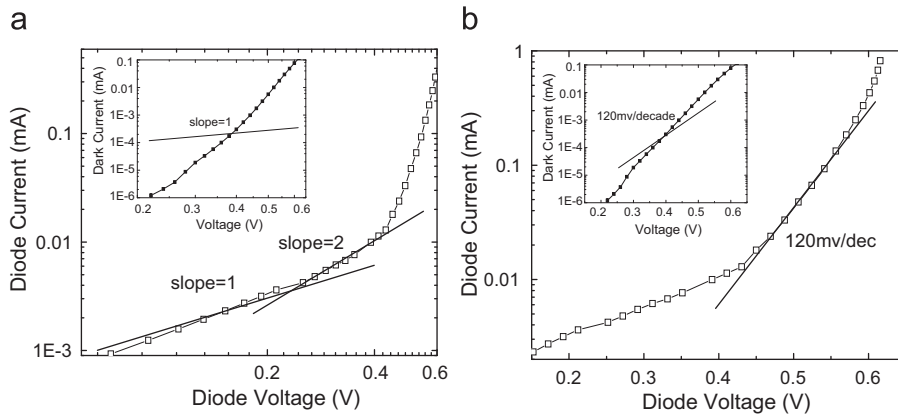 a
Diode Current (mA)
0.1
0.01
1E-3
0.2
0.4
0.6
Diode Voltage (V)
slope=1
slope=2
Dark Current (mA)
0.1
0.01
1E-3
1E-4
1E-5
1E-6
0.2
0.3
0.4
0.5
0.6
Voltage (V)
slope=1
b
Diode Current (mA)
1
0.1
0.01
0.2
0.3
0.4
0.5
0.6
Diode Voltage (V)
120mv/dec
Dark Current (mA)
0.1
0.01
1E-3
1E-4
1E-5
1E-6
0.2
0.3
0.4
0.5
0.6
Voltage (V)
120mv/decade